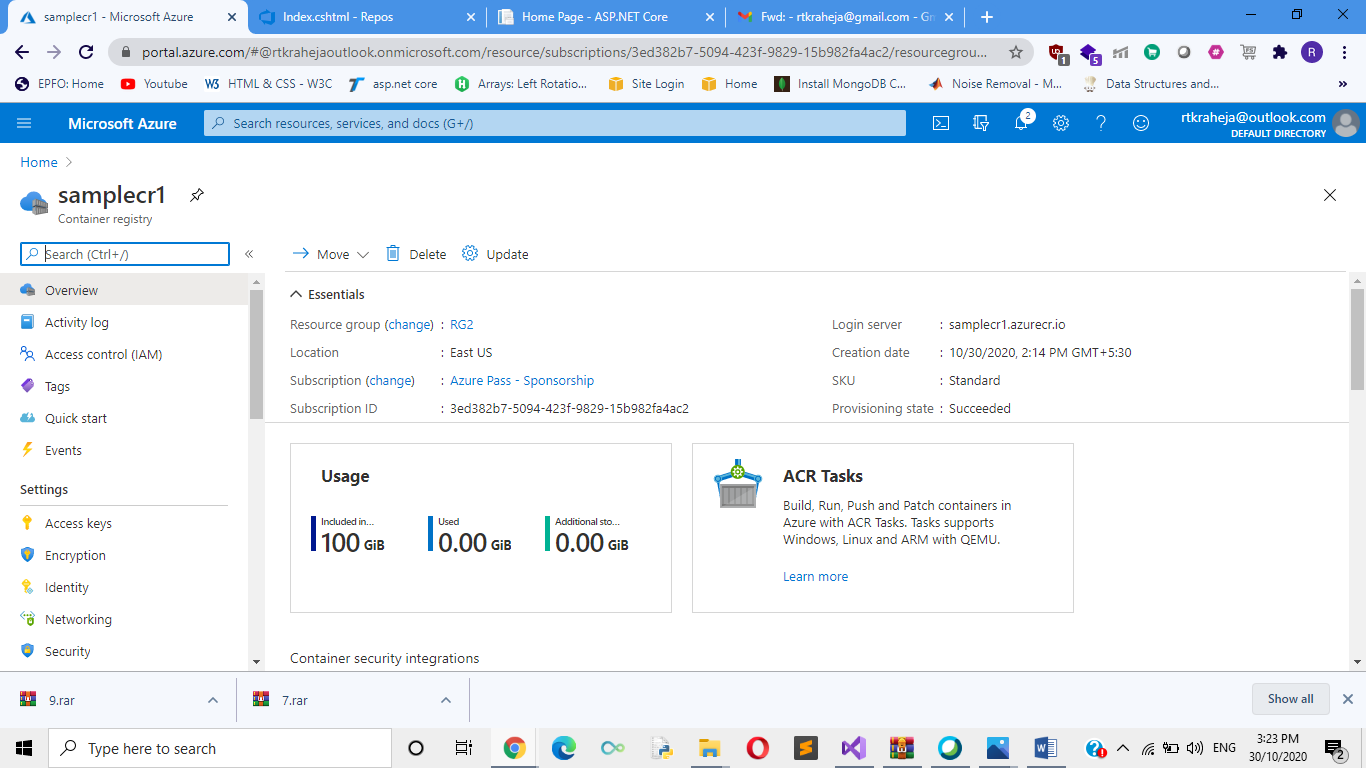 samplecr1 - Microsoft Azure
Index.cshtml - Repos
Home Page - ASP.NET Core
Fwd: - rtkraheja@gmail.com - Gm
portal.azure.com/#@rtkrahejaoutlook.onmicrosoft.com/resource/subscriptions/3ed382b7-5094-423f-9829-15b982fa4ac2/resourcegrou...
1
5
R
EPFO: Home
Youtube
HTML & CSS - W3C
asp.net core
Arrays: Left Rotatio...
Site Login
Home
Install MongoDB C...
Noise Removal - M...
Data Structures and...
»
Microsoft Azure
Search resources, services, and docs (G+/)
2
rtkraheja@outlook.com
DEFAULT DIRECTORY
Home
samplecr1
Container registry
Search (Ctrl+/)
«
Move
Delete
Update
Overview
Activity log
Access control (IAM)
Tags
Quick start
Events
Settings
Access keys
Encryption
Identity
Networking
Security
Essentials
Resource group (change) : RG2
Location : East US
Subscription (change) : Azure Pass - Sponsorship
Subscription ID : 3ed382b7-5094-423f-9829-15b982fa4ac2
Login server : samplecr1.azurecr.io
Creation date : 10/30/2020, 2:14 PM GMT+5:30
SKU : Standard
Provisioning state : Succeeded
Usage
Included in...
100 GiB
Used
0.00 GiB
Additional sto...
0.00 GiB
ACR Tasks
Build, Run, Push and Patch containers in
Azure with ACR Tasks. Tasks supports
Windows, Linux and ARM with QEMU.
Learn more
Container security integrations
9.rar
7.rar
Show all
Type here to search
ENG
3:23 PM
30/10/2020
2